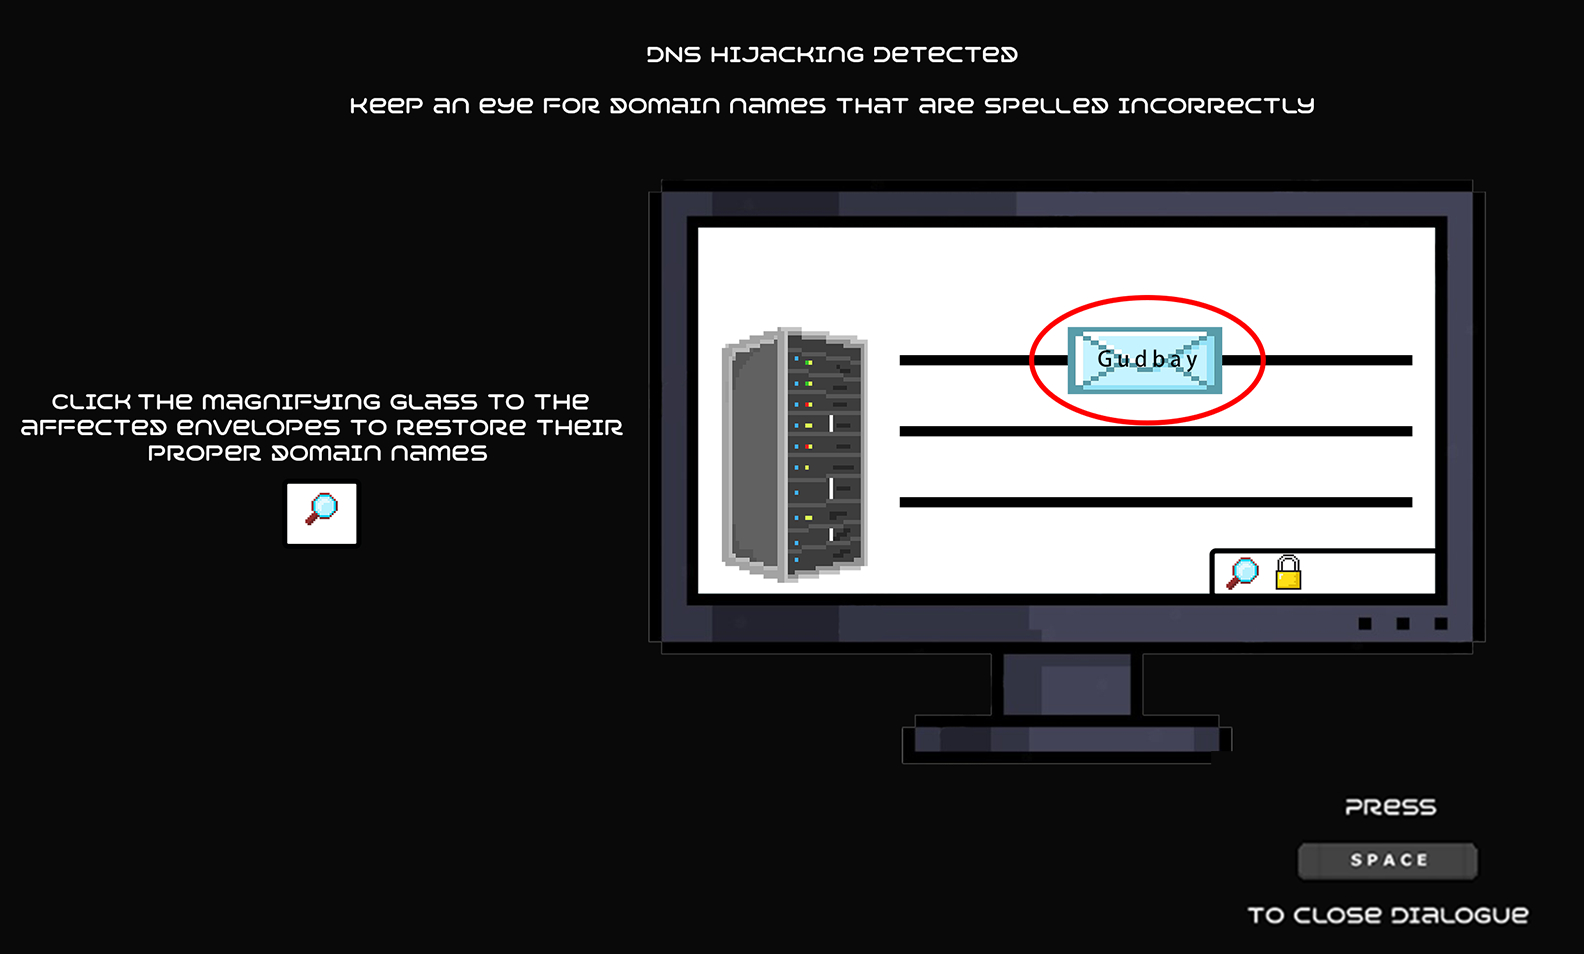 DNS HIJACKING DETECTED
KEEP AN EYE FOR DOMAIN NAMES THAT ARE SPELLED INCORRECTLY
Gudbay
CLICK THE MAGNIFYING GLASS TO THE
AFFECTED ENVELOPES TO RESTORE THEIR
PROPER DOMAIN NAMES
PRESS
SPACE
TO CLOSE DIALOGUE